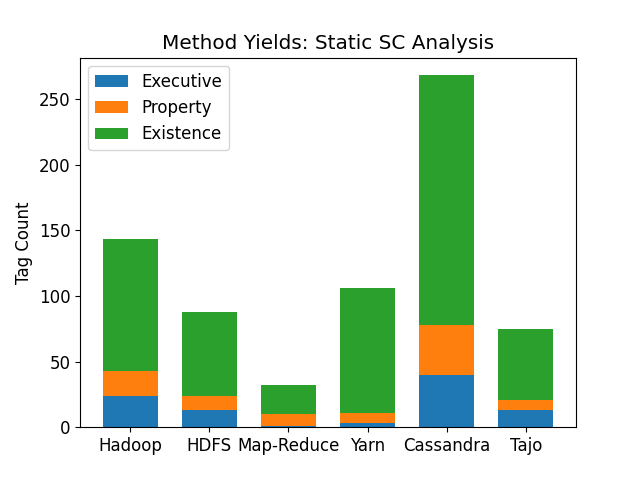 Method Yields: Static SC Analysis
Executive
Property
Existence
Tag Count
250
200
150
100
50
0
Hadoop HDFS Map-Reduce Yarn Cassandra Tajo